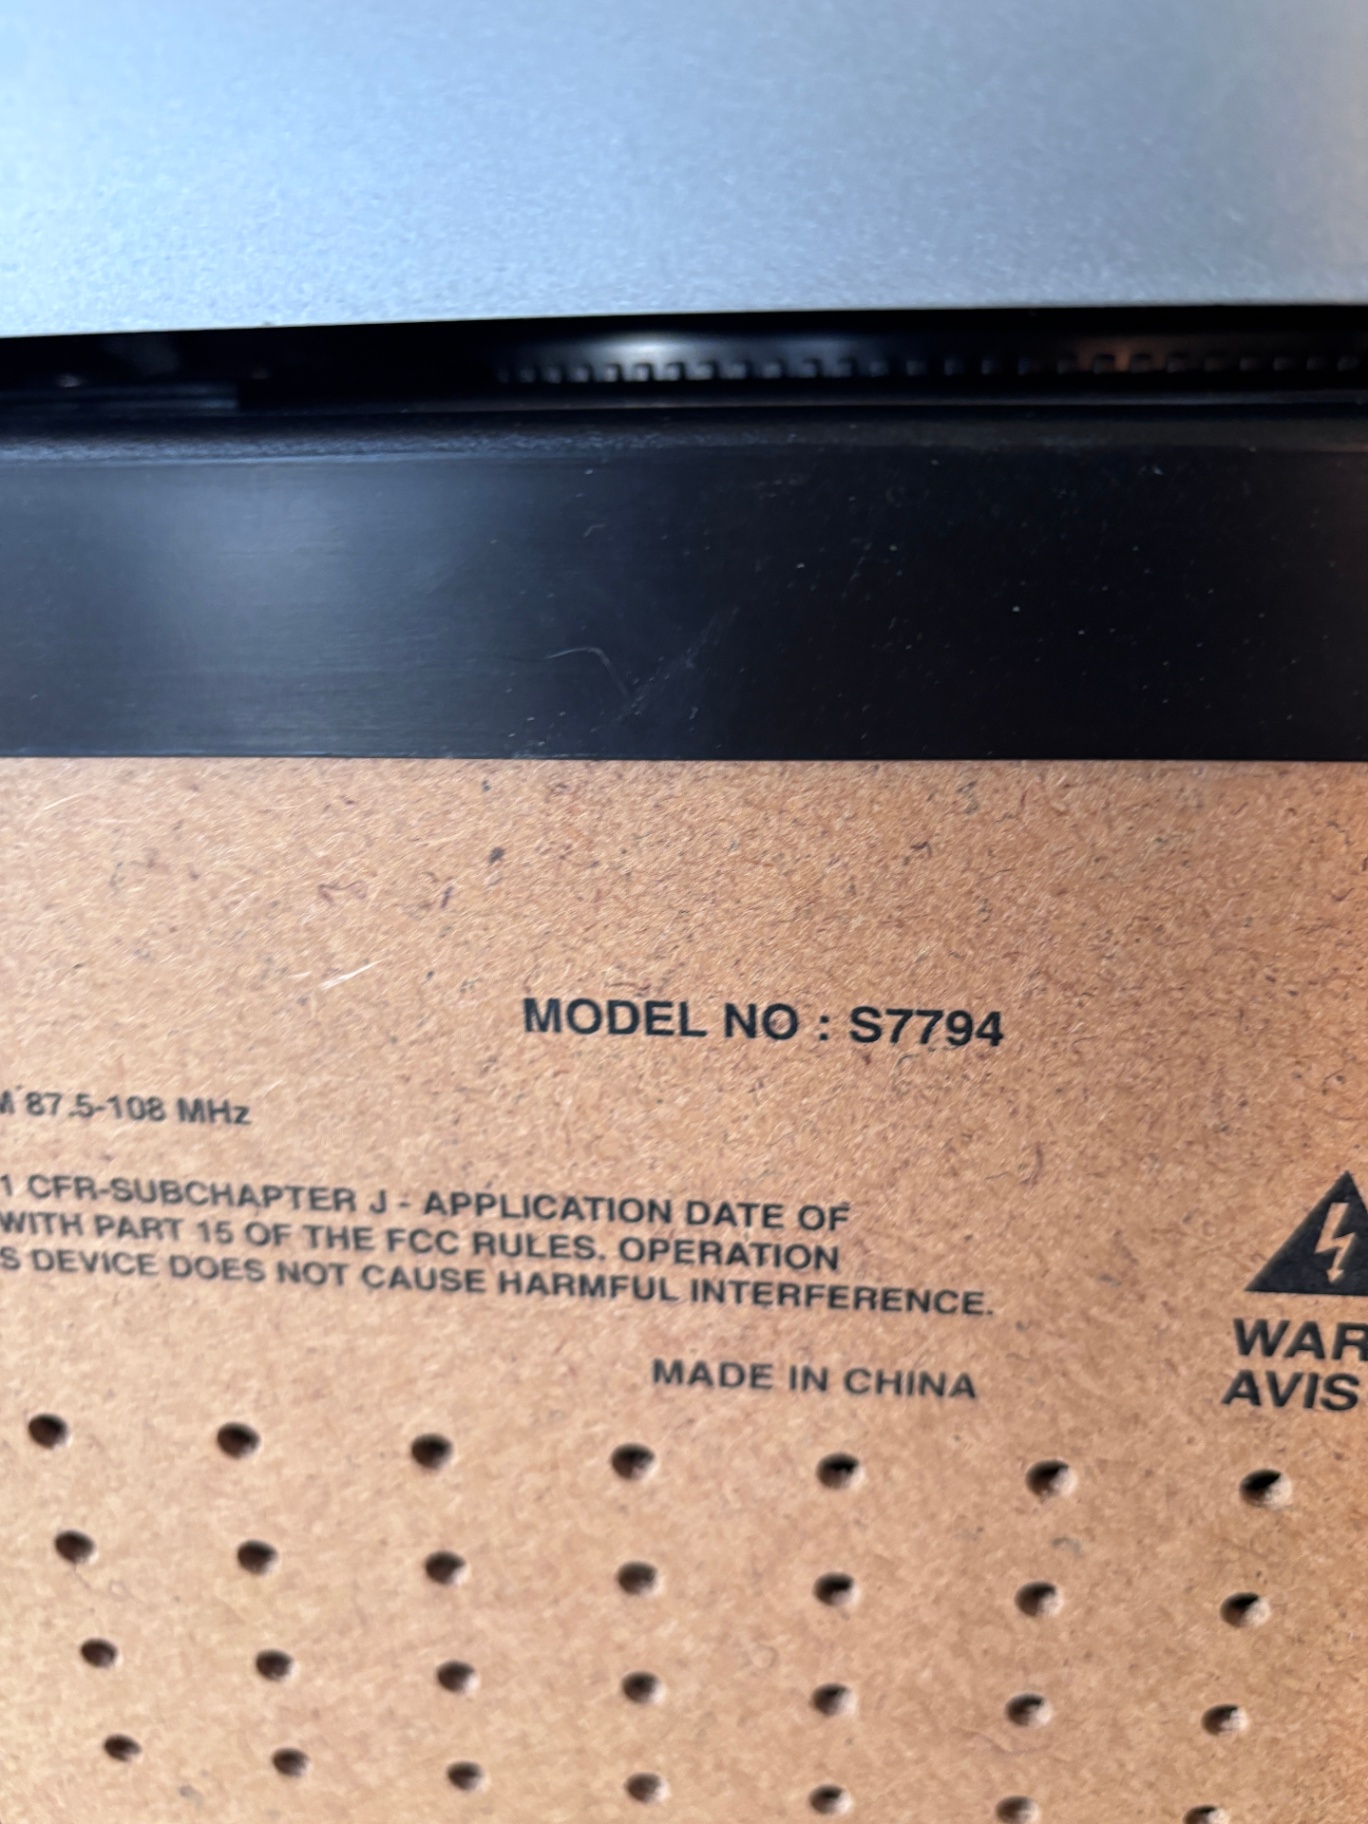 MODEL NO : S7794
M 87.5-108 MHz
1 CFR-SUBCHAPTER J - APPLICATION DATE OF
WITH PART 15 OF THE FCC RULES. OPERATION
S DEVICE DOES NOT CAUSE HARMFUL INTERFERENCE.
WAR
AVIS
MADE IN CHINA